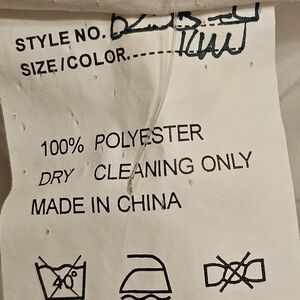 STYLE NO.
SIZE/COLOR.
100% POLYESTER
DRY CLEANING ONLY
MADE IN CHINA
40°